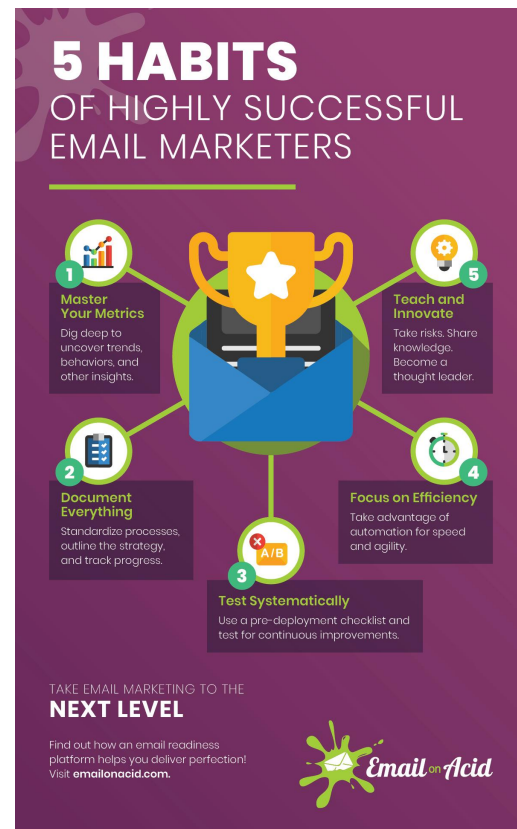 5 HABITS
OF HIGHLY SUCCESSFUL
EMAIL MARKETERS
1
Master
Your Metrics
Dig deep to
uncover trends,
behaviors, and
other insights.
2
Document
Everything
Standardize processes,
outline the strategy,
and track progress.
A/B
3
Test Systematically
Use a pre-deployment checklist and
test for continuous improvements.
4
Focus on Efficiency
Take advantage of
automation for speed
and agility.
5
Teach and
Innovate
Take risks. Share
knowledge.
Become a
thought leader.
TAKE EMAIL MARKETING TO THE
NEXT LEVEL
Find out how an email readiness
platform helps you deliver perfection!
Visit emailonacid.com.
Email on Acid